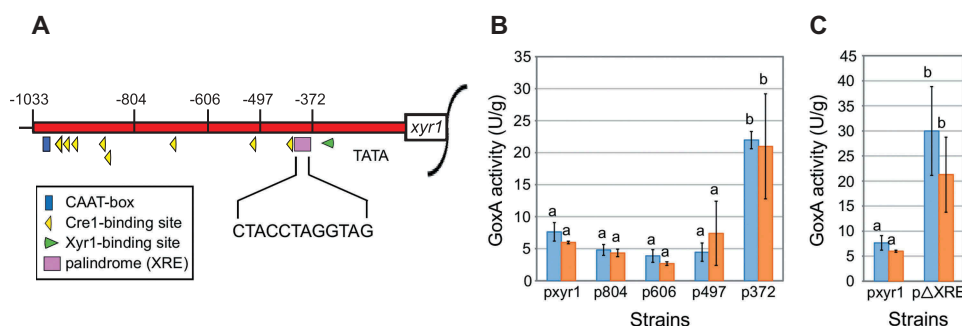 A
-1033
-804
-606
-497
-372
xyr1
TATA
CTACCTAGGTAG
CAAT-box
Cre1-binding site
Xyr1-binding site
palindrome (XRE)
B
GoxA activity (U/g)
35
30
25
20
15
10
5
0
a
a
a
a
a
a
a
a
b
b
pxyr1
p804
p606
p497
p372
Strains
C
GoxA activity (U/g)
45
40
35
30
25
20
15
10
5
0
a
a
b
b
pxyr1
p△XRE
Strains